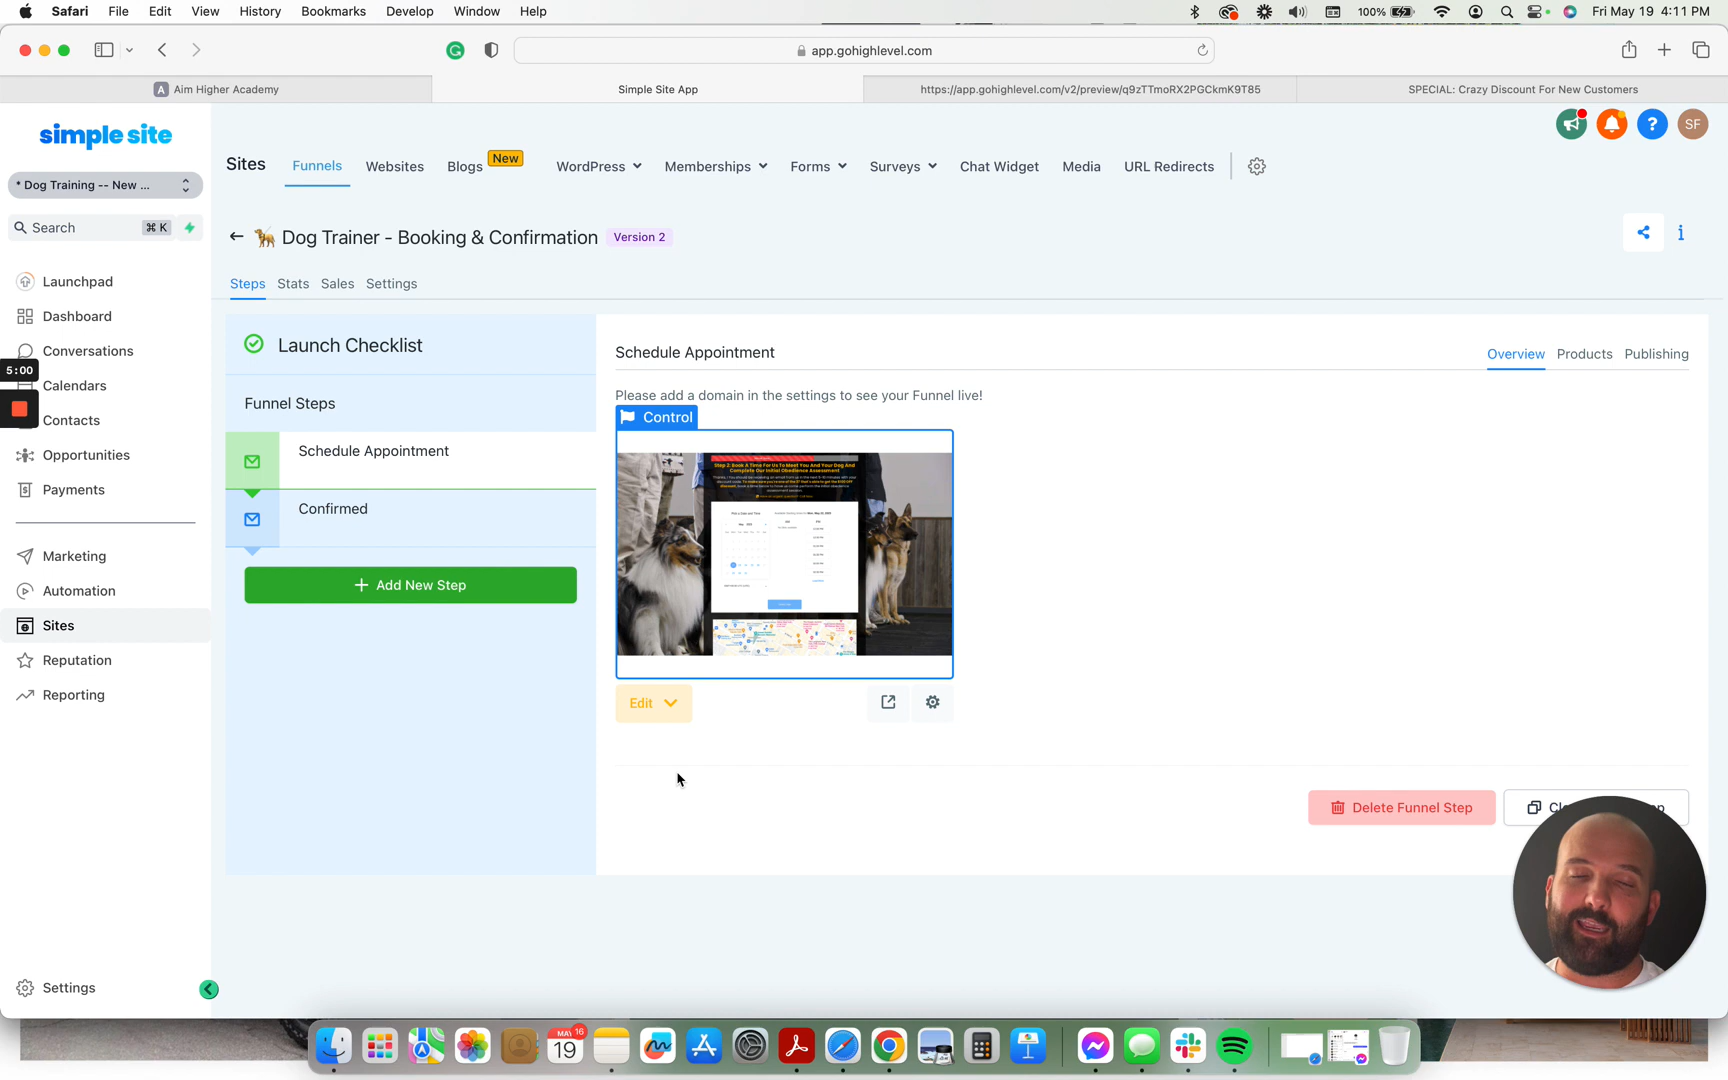 Safari File Edit View History Bookmarks Develop Window Help
100% Fri May 19 4:11 PM
app.gohighlevel.com
A Aim Higher Academy
Simple Site App
https://app.gohighlevel.com/v2/preview/q9zTTmoRX2PGCkmK9T85
SPECIAL: Crazy Discount For New Customers
simple site
SF
Sites Funnels Websites Blogs New WordPress Memberships Forms Surveys Chat Widget Media URL Redirects
* Dog Training -- New ...
Search ⌘ K
Dog Trainer - Booking & Confirmation Version 2
Steps Stats Sales Settings
Launchpad
Dashboard
Conversations
5:00
Calendars
Contacts
Opportunities
Payments
Marketing
Automation
Sites
Reputation
Reporting
Settings
Launch Checklist
Funnel Steps
Schedule Appointment
Confirmed
+ Add New Step
Schedule Appointment
Overview Products Publishing
Please add a domain in the settings to see your Funnel live!
Control
Step 2: Book A Time For Us To Meet You And Your Dog And
Complete Our Initial Obedience Assessment
Edit
Delete Funnel Step
MAY 16
19